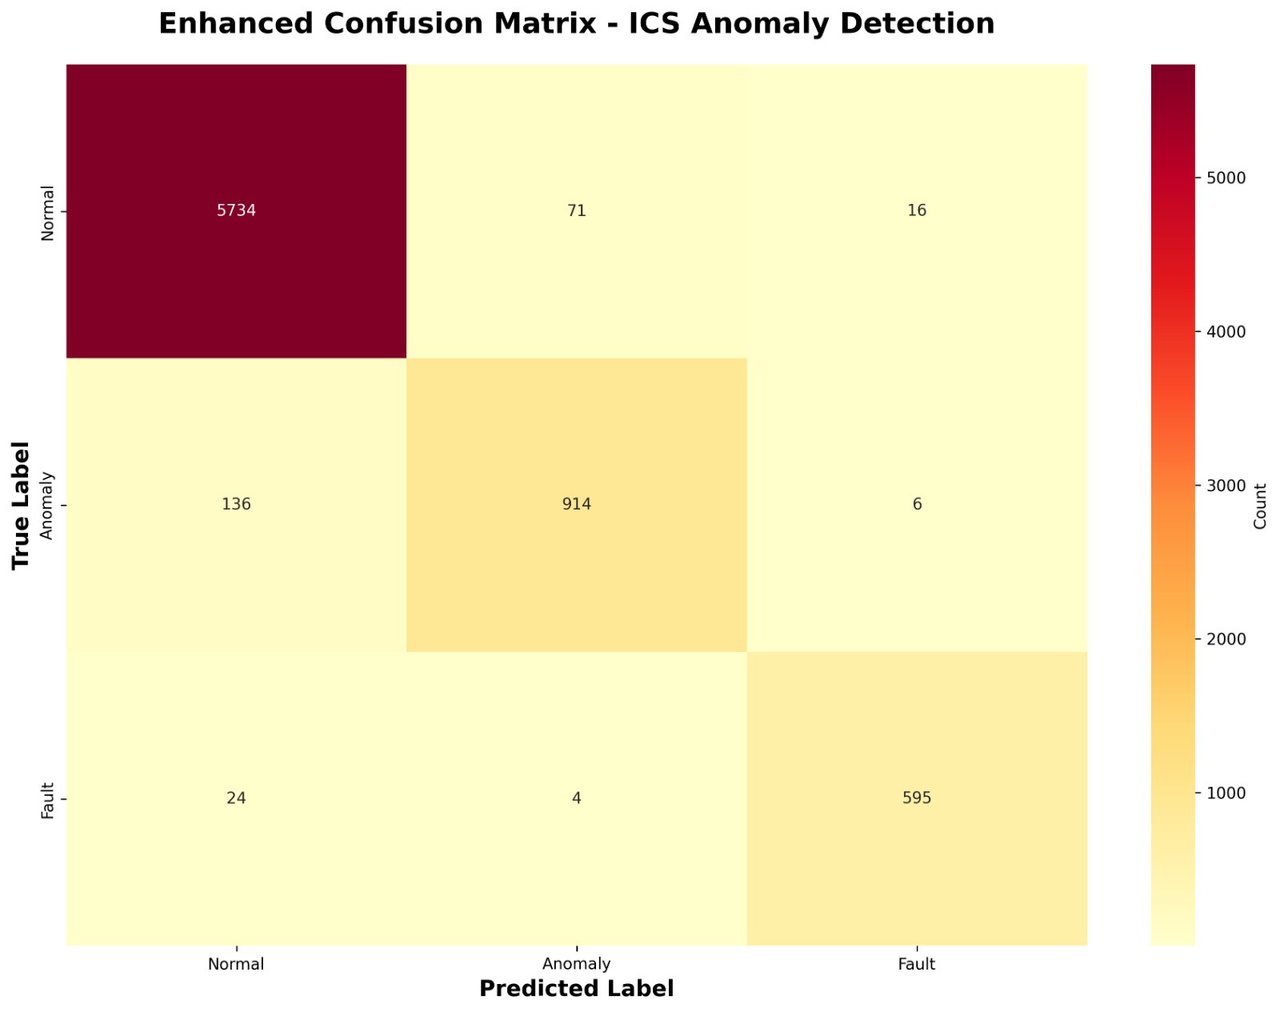 Enhanced Confusion Matrix - ICS Anomaly Detection
True Label
Normal
5734
71
16
Anomaly
136
914
6
Fault
24
4
595
Normal
Anomaly
Fault
Predicted Label
5000
4000
3000
2000
1000
Count